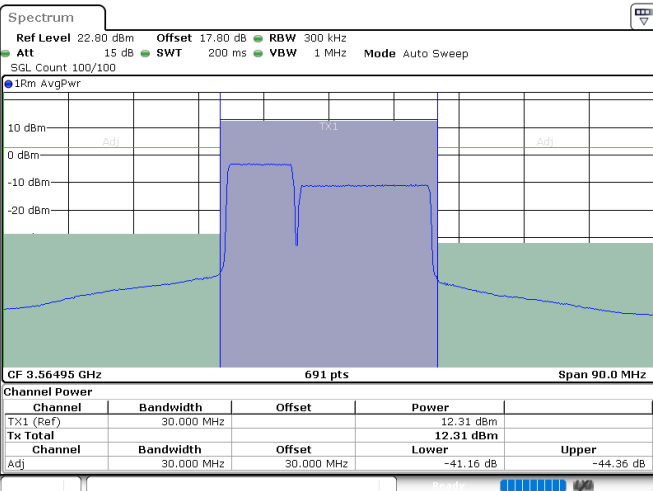 Spectrum
Ref Level 22.80 dBm Offset 17.80 dB RBW 300 kHz
Att 15 dB SWT 200 ms VBW 1 MHz Mode Auto Sweep
SGL Count 100/100
1Rm AvgPwr
TX1
10 dBm
Adj Adj
0 dBm
-10 dBm
-20 dBm
CF 3.56495 GHz 691 pts Span 90.0 MHz
Channel Power
Channel Bandwidth Offset Power
TX1 (Ref) 30.000 MHz 12.31 dBm
Tx Total 12.31 dBm
Channel Bandwidth Offset Lower Upper
Adj 30.000 MHz 30.000 MHz -41.16 dB -44.36 dB
Ready